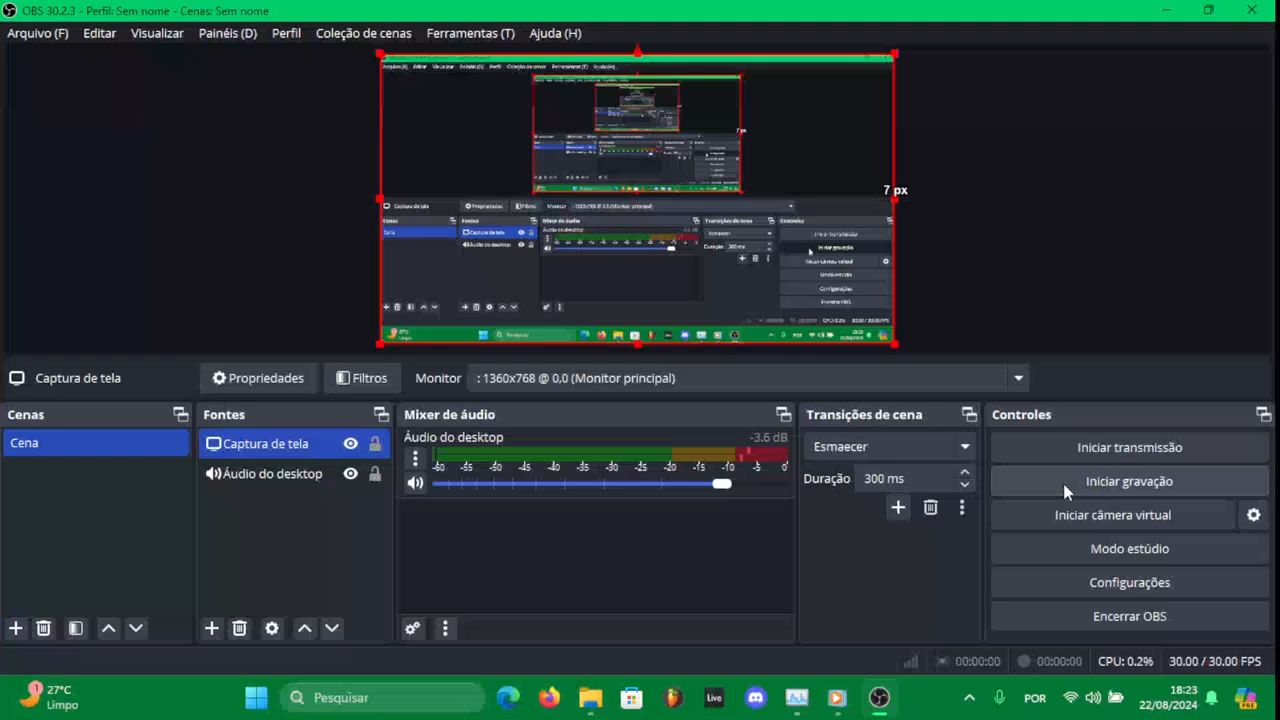 OBS 30.2.3 - Perfil: Sem nome - Cenas: Sem nome
Arquivo (F) Editar Visualizar Painéis (D) Perfil Coleção de cenas Ferramentas (T) Ajuda (H)
7 px
Captura de tela Propriedades Filtros Monitor : 1360x768 @ 0,0 (Monitor principal)
Cenas Fontes Mixer de áudio Transições de cena Controles
Cena Captura de tela Áudio do desktop -3.6 dB Esmaecer Iniciar transmissão
-60 -55 -50 -45 -40 -35 -30 -25 -20 -15 -10 -5 0
Áudio do desktop Duração 300 ms Iniciar gravação
Iniciar câmera virtual
Modo estúdio
Configurações
Encerrar OBS
00:00:00 00:00:00 CPU: 0.2% 30.00 / 30.00 FPS
27°C
Limpo
Pesquisar Live POR 18:23
22/08/2024
PRE